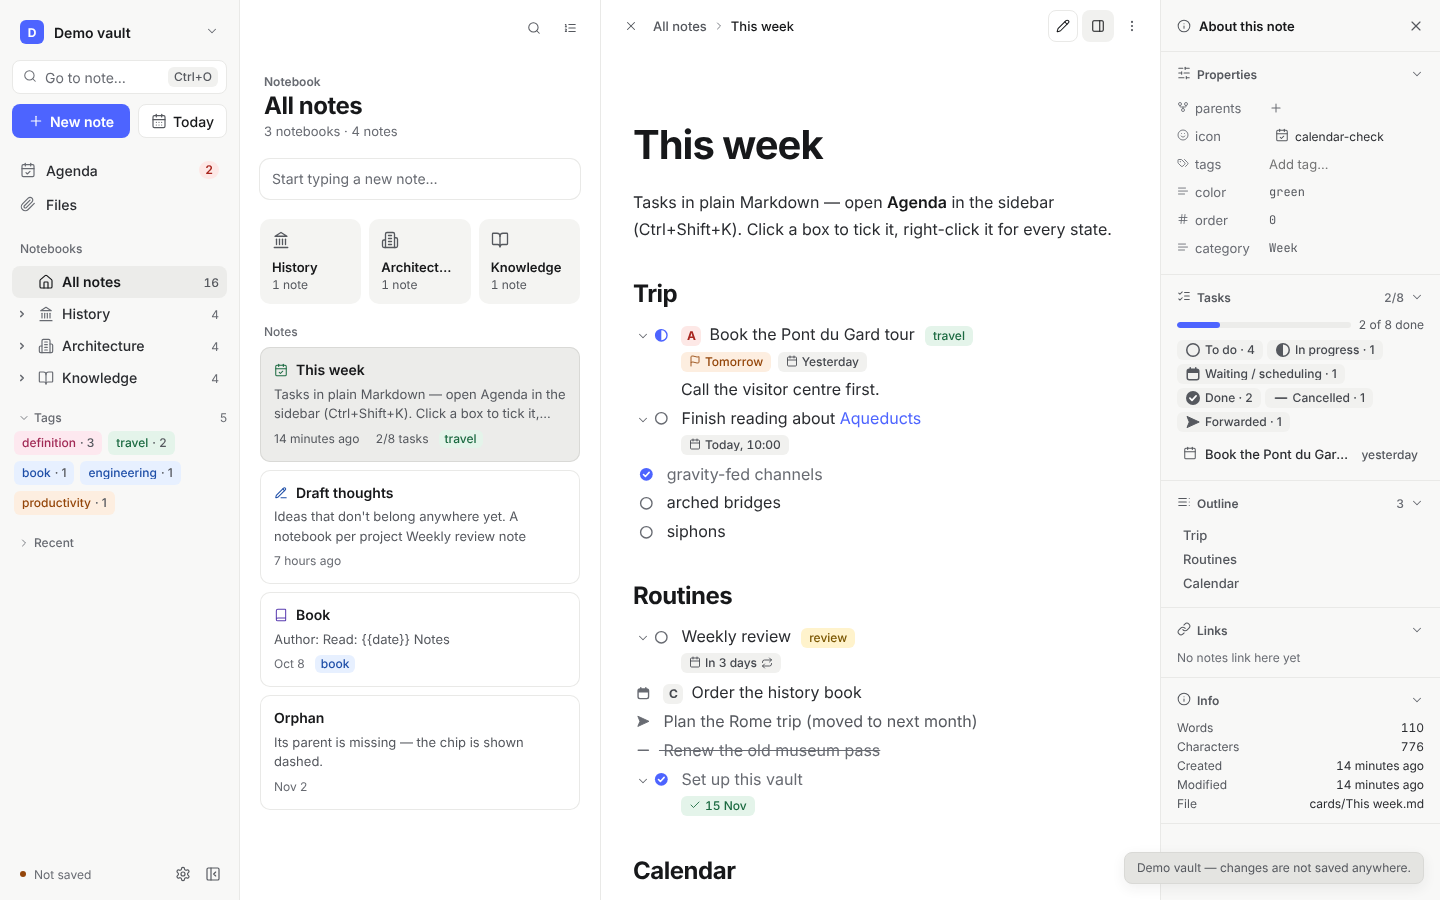 D Demo vault
Go to note... Ctrl+O
New note Today
Agenda 2
Files
Notebooks
All notes 16
History 4
Architecture 4
Knowledge 4
Tags 5
definition · 3 travel · 2
book · 1 engineering · 1
productivity · 1
Recent
Not saved
Notebook
All notes
3 notebooks · 4 notes
Start typing a new note...
History
1 note
Architect...
1 note
Knowledge
1 note
Notes
This week
Tasks in plain Markdown — open Agenda in the
sidebar (Ctrl+Shift+K). Click a box to tick it,...
14 minutes ago 2/8 tasks travel
Draft thoughts
Ideas that don't belong anywhere yet. A
notebook per project Weekly review note
7 hours ago
Book
Author: Read: {{date}} Notes
Oct 8 book
Orphan
Its parent is missing — the chip is shown
dashed.
Nov 2
All notes This week
This week
Tasks in plain Markdown — open Agenda in the sidebar
(Ctrl+Shift+K). Click a box to tick it, right-click it for every state.
Trip
A Book the Pont du Gard tour travel
Tomorrow Yesterday
Call the visitor centre first.
Finish reading about Aqueducts
Today, 10:00
gravity-fed channels
arched bridges
siphons
Routines
Weekly review review
In 3 days
C Order the history book
Plan the Rome trip (moved to next month)
Renew the old museum pass
Set up this vault
15 Nov
Calendar
About this note
Properties
parents
icon calendar-check
tags Add tag...
color green
order 0
category Week
Tasks 2/8
2 of 8 done
To do · 4 In progress · 1
Waiting / scheduling · 1
Done · 2 Cancelled · 1
Forwarded · 1
Book the Pont du Gar... yesterday
Outline 3
Trip
Routines
Calendar
Links
No notes link here yet
Info
Words 110
Characters 776
Created 14 minutes ago
Modified 14 minutes ago
File cards/This week.md
Demo vault — changes are not saved anywhere.